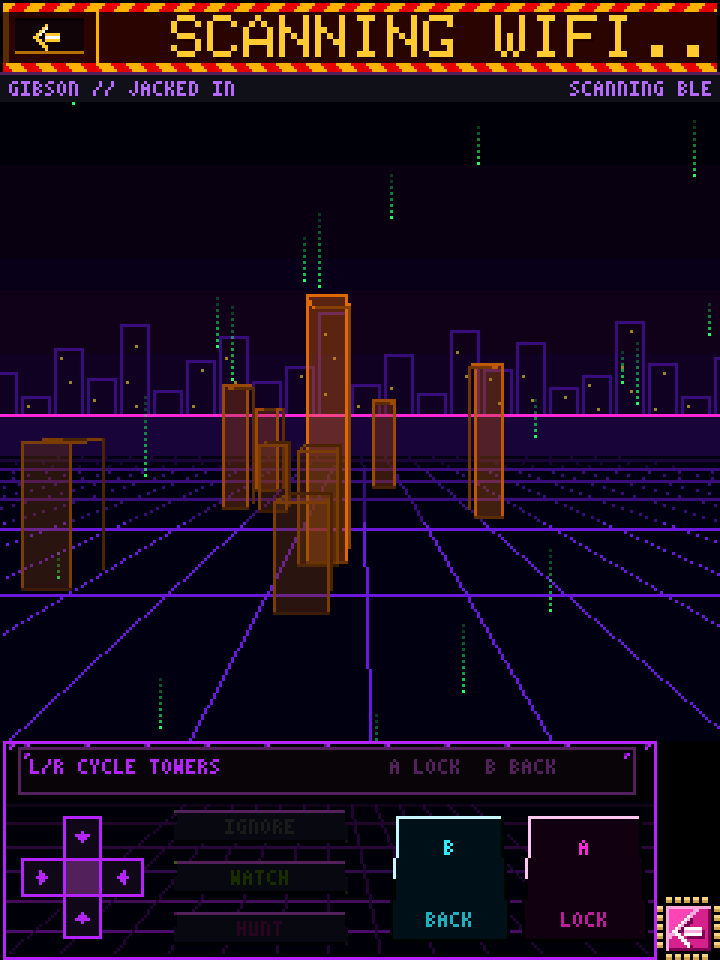 SCANNING WIFI..
GIBSON // JACKED IN
SCANNING BLE
L/R CYCLE TOWERS
A LOCK B BACK
IGNORE
WATCH
HUNT
B
BACK
A
LOCK